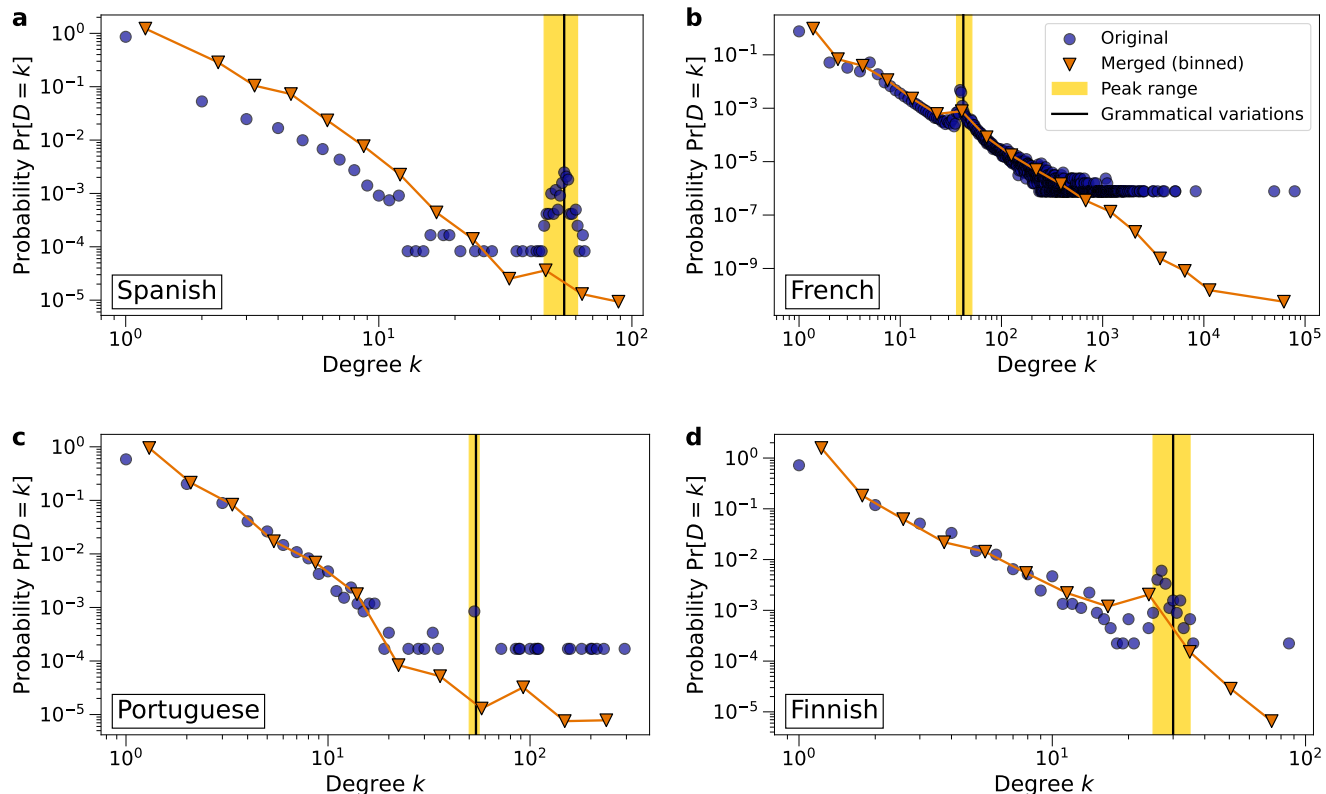 a
Probability Pr[D = k]
10⁰
10⁻¹
10⁻²
10⁻³
10⁻⁴
10⁻⁵
Spanish
10⁰ 10¹ 10²
Degree k
b
Probability Pr[D = k]
10⁻¹
10⁻³
10⁻⁵
10⁻⁷
10⁻⁹
Original
Merged (binned)
Peak range
Grammatical variations
French
10⁰ 10¹ 10² 10³ 10⁴ 10⁵
Degree k
c
Probability Pr[D = k]
10⁰
10⁻¹
10⁻²
10⁻³
10⁻⁴
10⁻⁵
Portuguese
10⁰ 10¹ 10²
Degree k
d
Probability Pr[D = k]
10⁰
10⁻¹
10⁻²
10⁻³
10⁻⁴
10⁻⁵
Finnish
10⁰ 10¹ 10²
Degree k